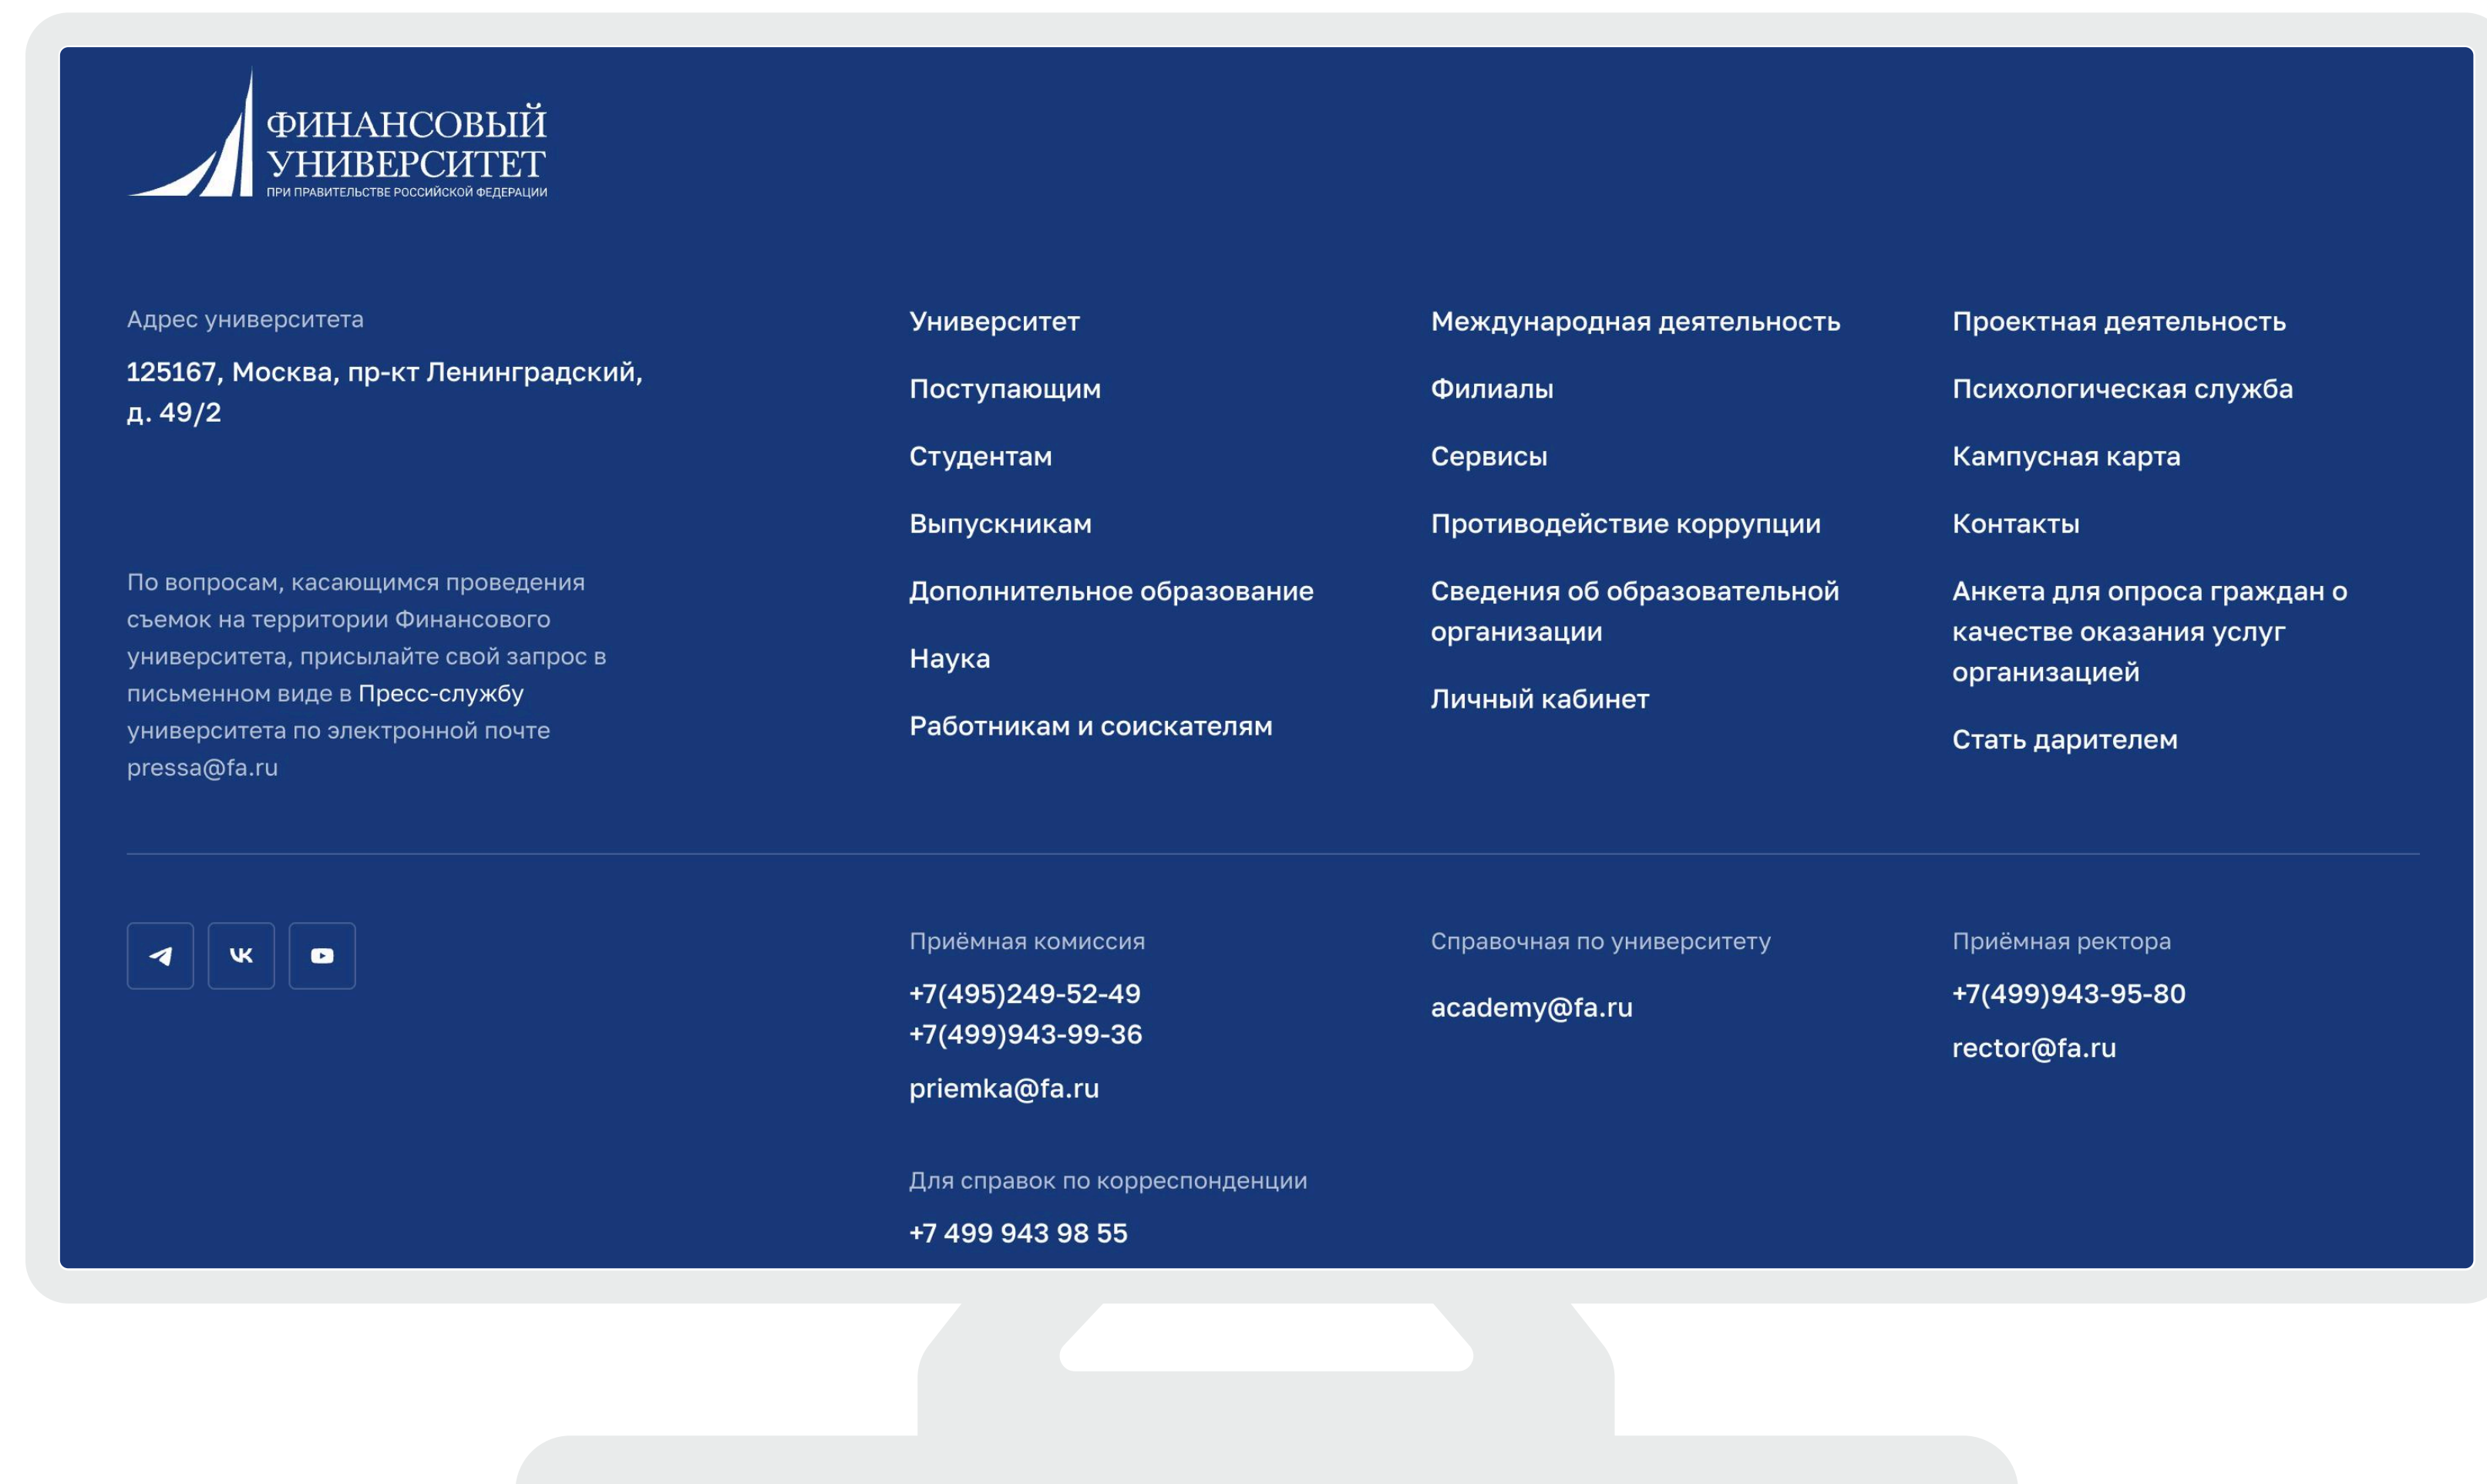 ФИНАНСОВЫЙ
УНИВЕРСИТЕТ
ПРИ ПРАВИТЕЛЬСТВЕ РОССИЙСКОЙ ФЕДЕРАЦИИ
Адрес университета
125167, Москва, пр-кт Ленинградский,
д. 49/2
По вопросам, касающимся проведения
съемок на территории Финансового
университета, присылайте свой запрос в
письменном виде в Пресс-службу
университета по электронной почте
pressa@fa.ru
Университет
Поступающим
Студентам
Выпускникам
Дополнительное образование
Наука
Работникам и соискателям
Международная деятельность
Филиалы
Сервисы
Противодействие коррупции
Сведения об образовательной
организации
Личный кабинет
Проектная деятельность
Психологическая служба
Кампусная карта
Контакты
Анкета для опроса граждан о
качестве оказания услуг
организацией
Стать дарителем
Приёмная комиссия
+7(495)249-52-49
+7(499)943-99-36
priemka@fa.ru
Для справок по корреспонденции
+7 499 943 98 55
Справочная по университету
academy@fa.ru
Приёмная ректора
+7(499)943-95-80
rector@fa.ru